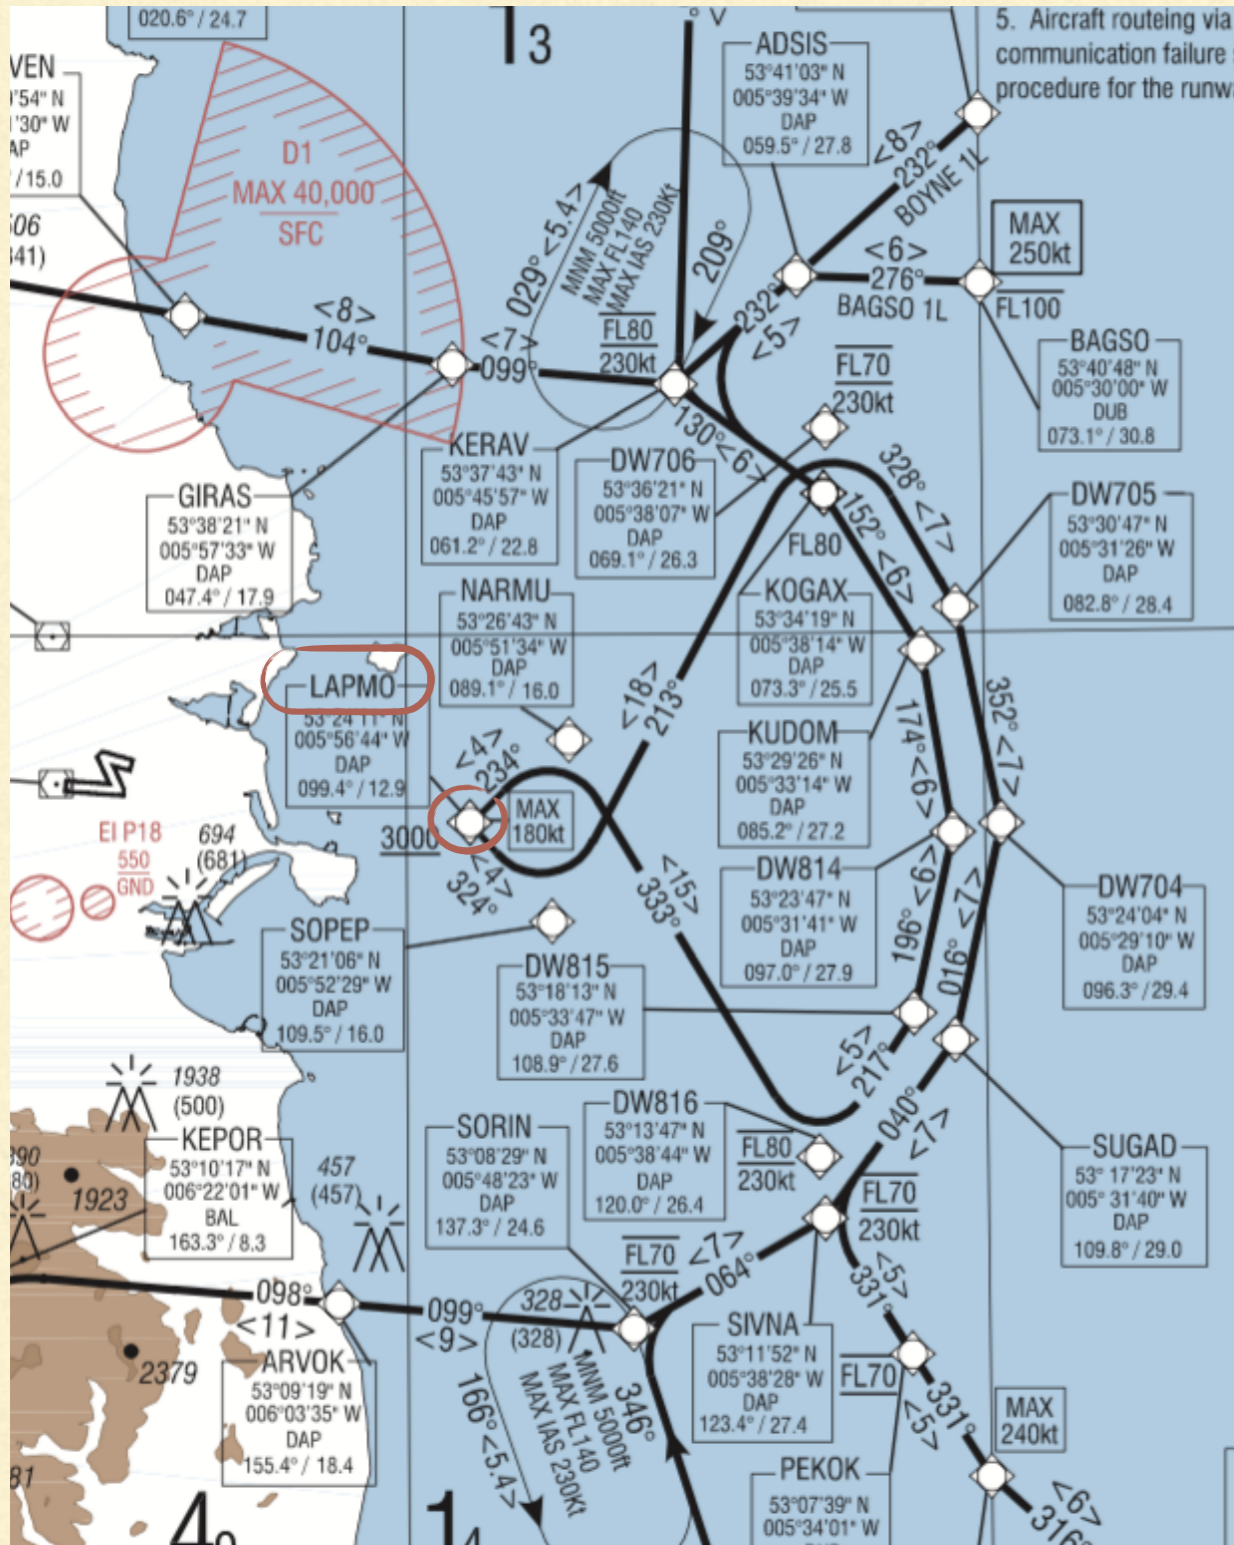 020.6° / 24.7
1 3
5. Aircraft routeing via
communication failure
procedure for the runw
ADSIS
53°41'03" N
005°39'34" W
DAP
059.5° / 27.8
VEN
'54" N
'30" W
AP
/ 15.0
D1
MAX 40,000
SFC
<8>
232°
BOYNE 1L
MAX
250kt
<6>
276°
BAGSO 1L
FL100
029°<5.4>
MNM 5000ft
MAX FL140
MAX IAS 230Kt
209°
<8>
104°
<7>
099°
FL80
230kt
232°
<5>
FL70
230kt
BAGSO
53°40'48" N
005°30'00" W
DUB
073.1° / 30.8
KERAV
53°37'43" N
005°45'57" W
DAP
061.2° / 22.8
130°<6>
DW706
53°36'21" N
005°38'07" W
DAP
069.1° / 26.3
328°<7>
GIRAS
53°38'21" N
005°57'33" W
DAP
047.4° / 17.9
152°<6>
FL80
DW705
53°30'47" N
005°31'26" W
DAP
082.8° / 28.4
NARMU
53°26'43" N
005°51'34" W
DAP
089.1° / 16.0
KOGAX
53°34'19" N
005°38'14" W
DAP
073.3° / 25.5
LAPMO
53°24'11" N
005°56'44" W
DAP
099.4° / 12.9
<18>
213°
352°<7>
174°<6>
KUDOM
53°29'26" N
005°33'14" W
DAP
085.2° / 27.2
<4>
234°
MAX
180kt
3000
<4>
324°
EI P18
550
GND
694
(681)
<15>
333°
DW814
53°23'47" N
005°31'41" W
DAP
097.0° / 27.9
196°<6>
016°<7>
DW704
53°24'04" N
005°29'10" W
DAP
096.3° / 29.4
SOPEP
53°21'06" N
005°52'29" W
DAP
109.5° / 16.0
DW815
53°18'13" N
005°33'47" W
DAP
108.9° / 27.6
<5>
217°
1938
(500)
DW816
53°13'47" N
005°38'44" W
DAP
120.0° / 26.4
040°
<7>
FL80
230kt
SORIN
53°08'29" N
005°48'23" W
DAP
137.3° / 24.6
KEPOR
53°10'17" N
006°22'01" W
BAL
163.3° / 8.3
457
(457)
1923
SUGAD
53° 17'23" N
005° 31'40" W
DAP
109.8° / 29.0
FL70
230kt
FL70
230kt
<7>
064°
<5>
331°
098°
<11>
099°
<9>
328
(328)
SIVNA
53°11'52" N
005°38'28" W
DAP
123.4° / 27.4
FL70
2379
ARVOK
53°09'19" N
006°03'35" W
DAP
155.4° / 18.4
166°<5.4>
MNM 5000ft
MAX FL140
MAX IAS 230Kt
346°
331°
<5>
MAX
240kt
PEKOK
53°07'39" N
005°34'01" W
<6>
316°
81
4
1